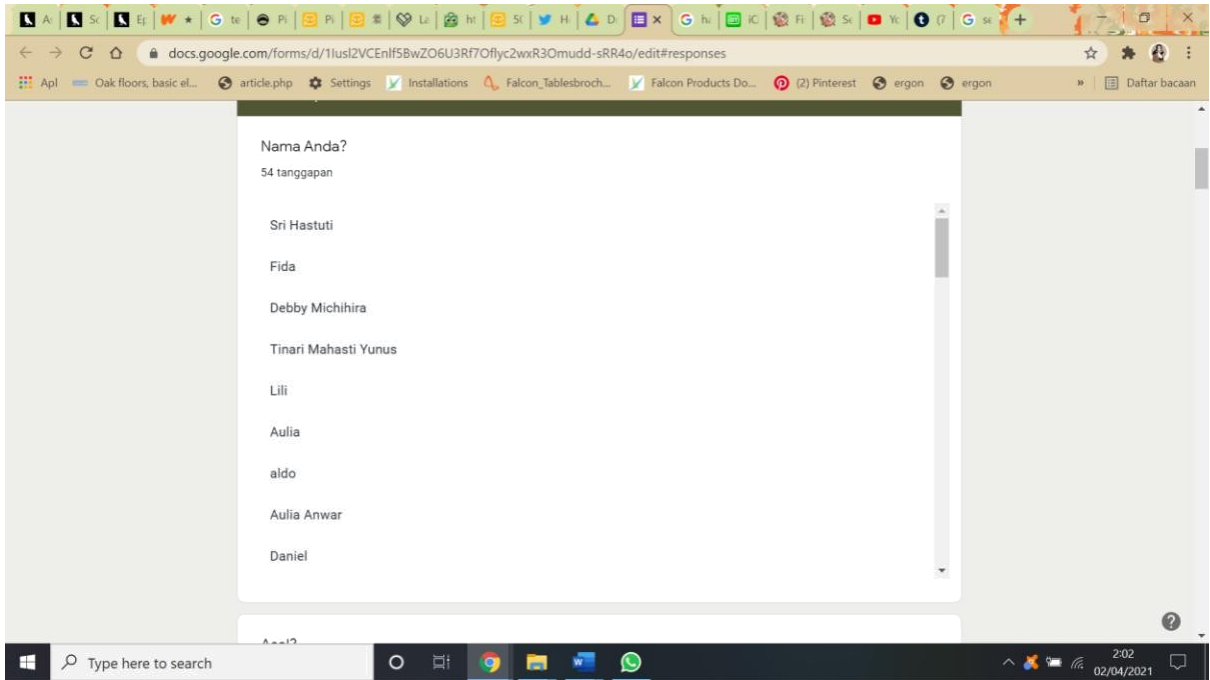 docs.google.com/forms/d/1Iusl2VCEnlf5BwZO6U3Rf7Oflyc2wxR3Omudd-sRR4o/edit#responses
Apl Oak floors, basic el... article.php Settings Installations Falcon_Tablesbroch... Falcon Products Do... (2) Pinterest ergon ergon » Daftar bacaan
Nama Anda?
54 tanggapan
Sri Hastuti
Fida
Debby Michihira
Tinari Mahasti Yunus
Lili
Aulia
aldo
Aulia Anwar
Daniel
Type here to search
2:02
02/04/2021